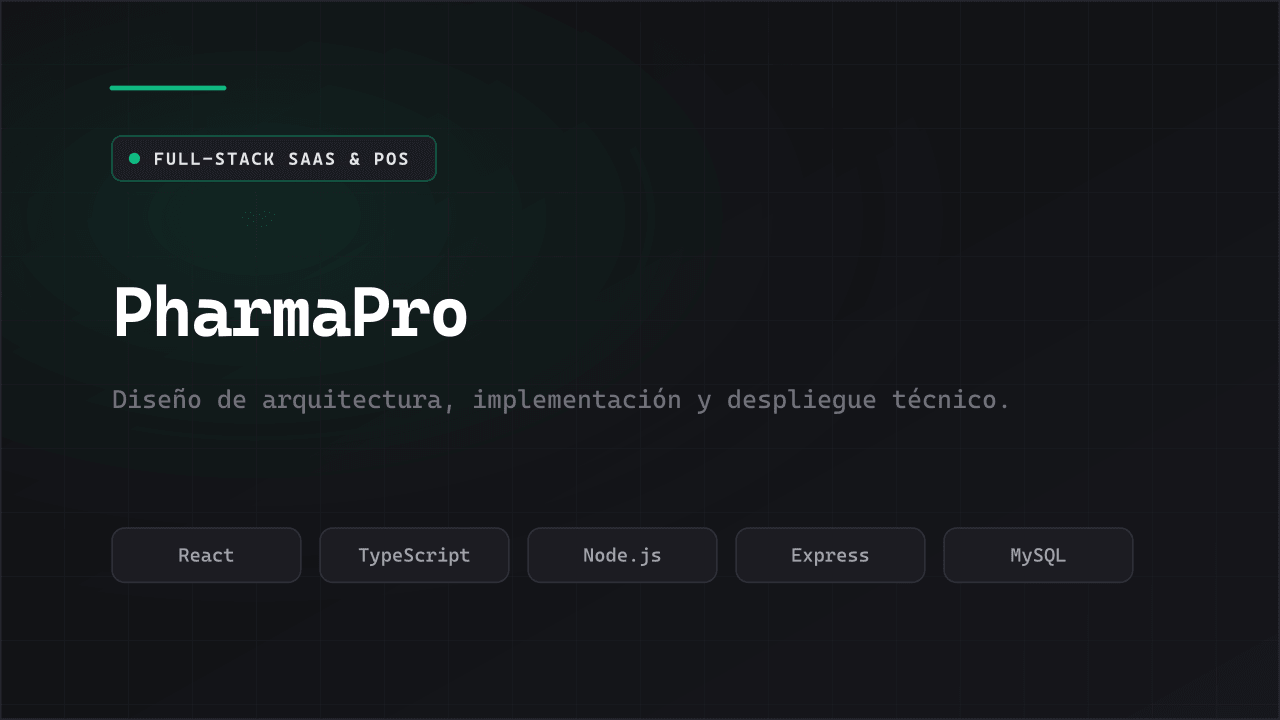 FULL-STACK SAAS & POS
PharmaPro
Diseño de arquitectura, implementación y despliegue técnico.
React
TypeScript
Node.js
Express
MySQL